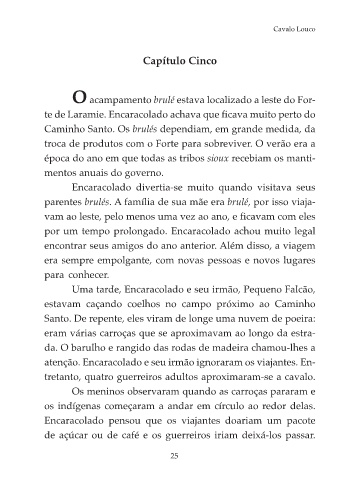 Cavalo Louco
Capítulo Cinco
O acampamento brulé estava localizado a leste do For-
te de Laramie. Encaracolado achava que ficava muito perto do
Caminho Santo. Os brulés dependiam, em grande medida, da
troca de produtos com o Forte para sobreviver. O verão era a
época do ano em que todas as tribos sioux recebiam os manti-
mentos anuais do governo.
Encaracolado divertia-se muito quando visitava seus
parentes brulés. A família de sua mãe era brulé, por isso viaja-
vam ao leste, pelo menos uma vez ao ano, e ficavam com eles
por um tempo prolongado. Encaracolado achou muito legal
encontrar seus amigos do ano anterior. Além disso, a viagem
era sempre empolgante, com novas pessoas e novos lugares
para conhecer.
Uma tarde, Encaracolado e seu irmão, Pequeno Falcão,
estavam caçando coelhos no campo próximo ao Caminho
Santo. De repente, eles viram de longe uma nuvem de poeira:
eram várias carroças que se aproximavam ao longo da estra-
da. O barulho e rangido das rodas de madeira chamou-lhes a
atenção. Encaracolado e seu irmão ignoraram os viajantes. En-
tretanto, quatro guerreiros adultos aproximaram-se a cavalo.
Os meninos observaram quando as carroças pararam e
os indígenas começaram a andar em círculo ao redor delas.
Encaracolado pensou que os viajantes doariam um pacote
de açúcar ou de café e os guerreiros iriam deixá-los passar.
25